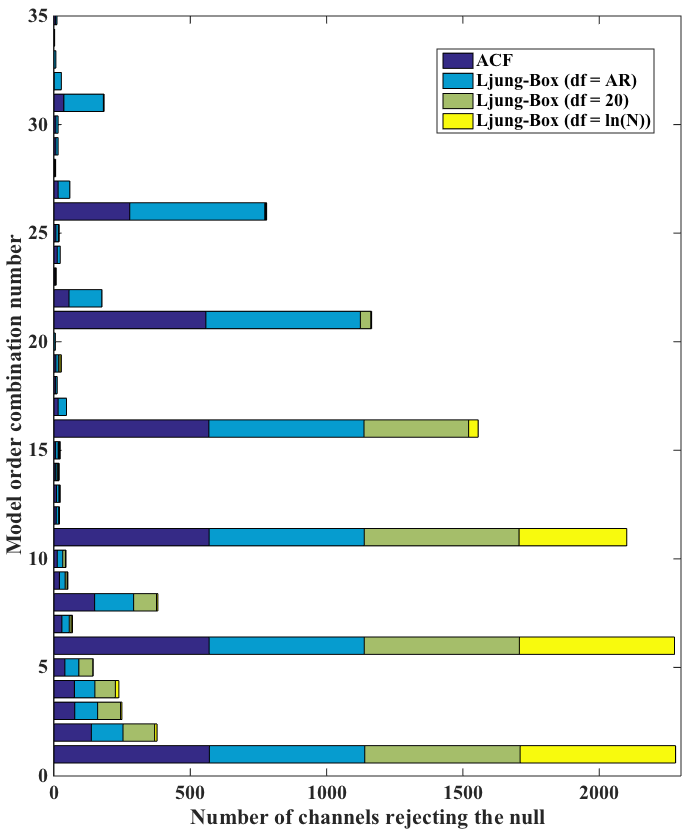 35
30
25
20
15
10
5
0
Model order combination number
ACF
Ljung-Box (df = AR)
Ljung-Box (df = 20)
Ljung-Box (df = ln(N))
0 500 1000 1500 2000
Number of channels rejecting the null